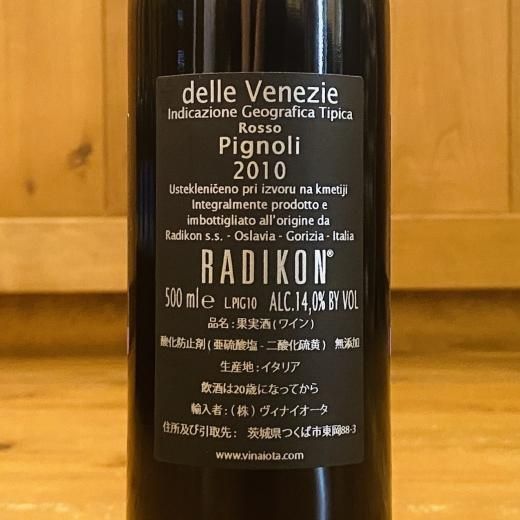 delle Venezie
Indicazione Geografica Tipica
Rosso
Pignoli
2010
Ustekleničeno pri izvoru na kmetiji
Integralmente prodotto e
imbottigliato all'origine da
Radikon s.s. - Oslavia - Gorizia - Italia
RADIKON®
500 ml e L.PIG10 ALC.14,0% BY VOL
品名:果実酒(ワイン)
酸化防止剤(亜硫酸塩-二酸化硫黄) 無添加
生産地:イタリア
飲酒は20歳になってから
輸入者:(株)ヴィナイオータ
住所及び引取先: 茨城県つくば市東岡88-3
www.vinaiota.com